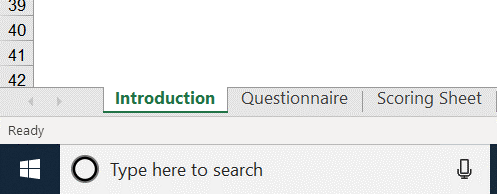 39
40
41
42
Introduction Questionnaire Scoring Sheet
Ready
Type here to search